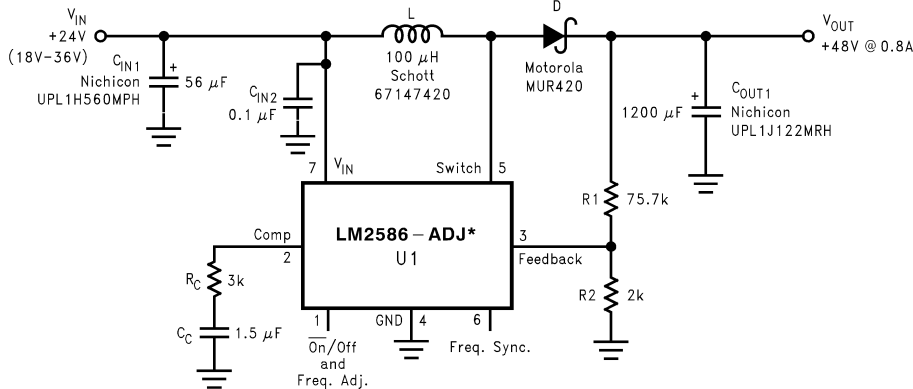 V_IN
+24V
(18V-36V)
C_IN1
Nichicon
UPL1H560MPH
+
56 μF
C_IN2
0.1 μF
L
100 μH
Schott
67147420
D
Motorola
MUR420
V_OUT
+48V @ 0.8A
1200 μF
+
C_OUT1
Nichicon
UPL1J122MRH
7 V_IN
Switch 5
R1 75.7k
LM2586-ADJ*
U1
Comp
2
3
Feedback
R_C 3k
R2 2k
C_C 1.5 μF
1 GND 4 6
O̅n̅/Off
and
Freq. Adj.
Freq. Sync.